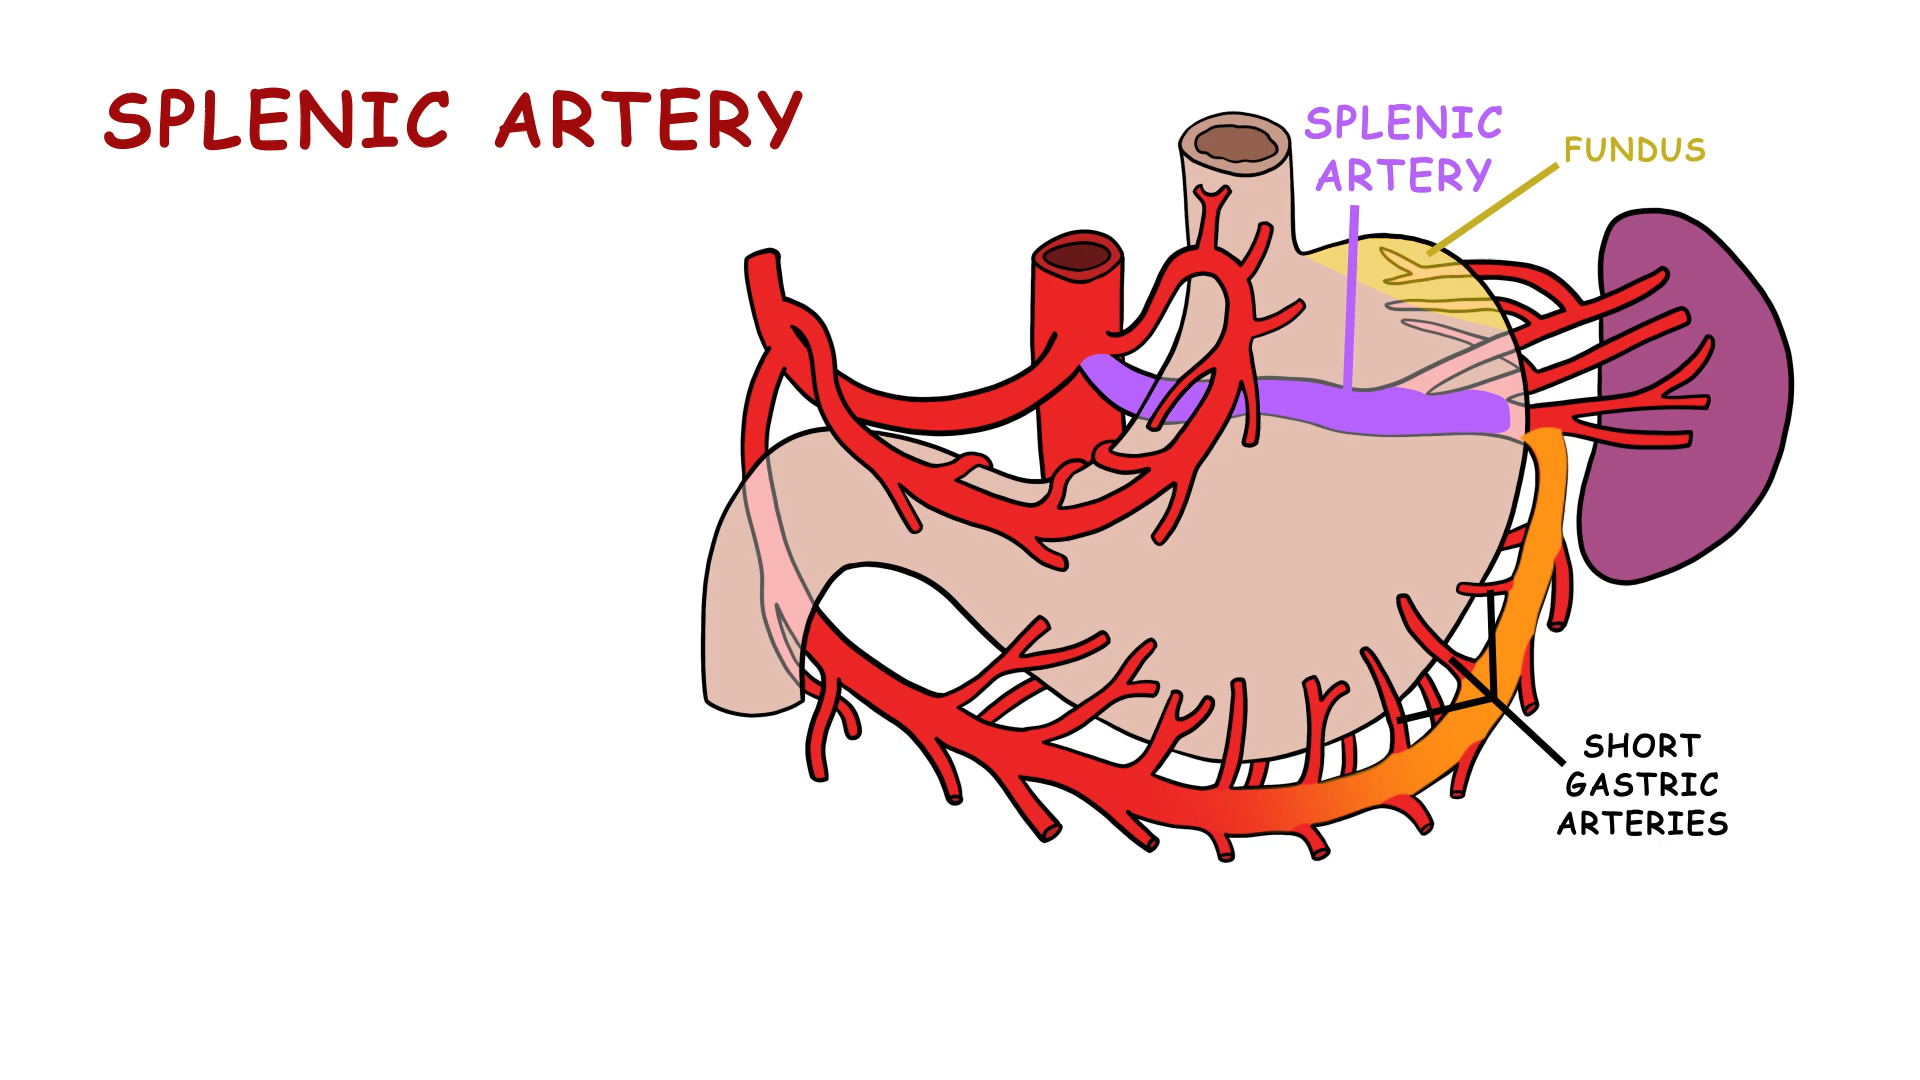 SPLENIC ARTERY
SPLENIC
ARTERY
FUNDUS
SHORT
GASTRIC
ARTERIES